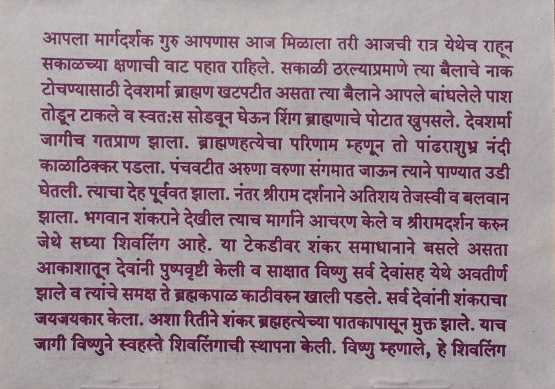 आपला मार्गदर्शक गुरु आपणास आज मिळाला तरी आजची रात्र येथेच राहून
सकाळच्या क्षणाची वाट पहात राहिले. सकाळी ठरल्याप्रमाणे त्या बैलाचे नाक
टोचण्यासाठी देवशर्मा ब्राह्मण खटपटीत असता त्या बैलाने आपले बांधलेले पाश
तोडून टाकले व स्वतःस सोडवून घेऊन शिंग ब्राह्मणाचे पोटात खुपसले. देवशर्मा
जागीच गतप्राण झाला. ब्राह्मणहत्येचा परिणाम म्हणून तो पांढराशुभ्र नंदी
काळाठिक्कर पडला. पंचवटीत अरुणा वरुणा संगमात जाऊन त्याने पाण्यात उडी
घेतली. त्याचा देह पूर्ववत झाला. नंतर श्रीराम दर्शनाने अतिशय तेजस्वी व बलवान
झाला. भगवान शंकराने देखील त्याच मार्गाने आचरण केले व श्रीरामदर्शन करुन
जेथे सध्या शिवलिंग आहे. या टेकडीवर शंकर समाधानाने बसले असता
आकाशातून देवांनी पुष्पवृष्टी केली व साक्षात विष्णु सर्व देवांसह येथे अवतीर्ण
झाले व त्यांचे समक्ष ते ब्रह्मकपाळ काठीवरुन खाली पडले. सर्व देवांनी शंकराचा
जयजयकार केला. अशा रितीने शंकर ब्रह्महत्येच्या पातकापासून मुक्त झाले. याच
जागी विष्णुने स्वहस्ते शिवलिंगाची स्थापना केली. विष्णु म्हणाले, हे शिवलिंग